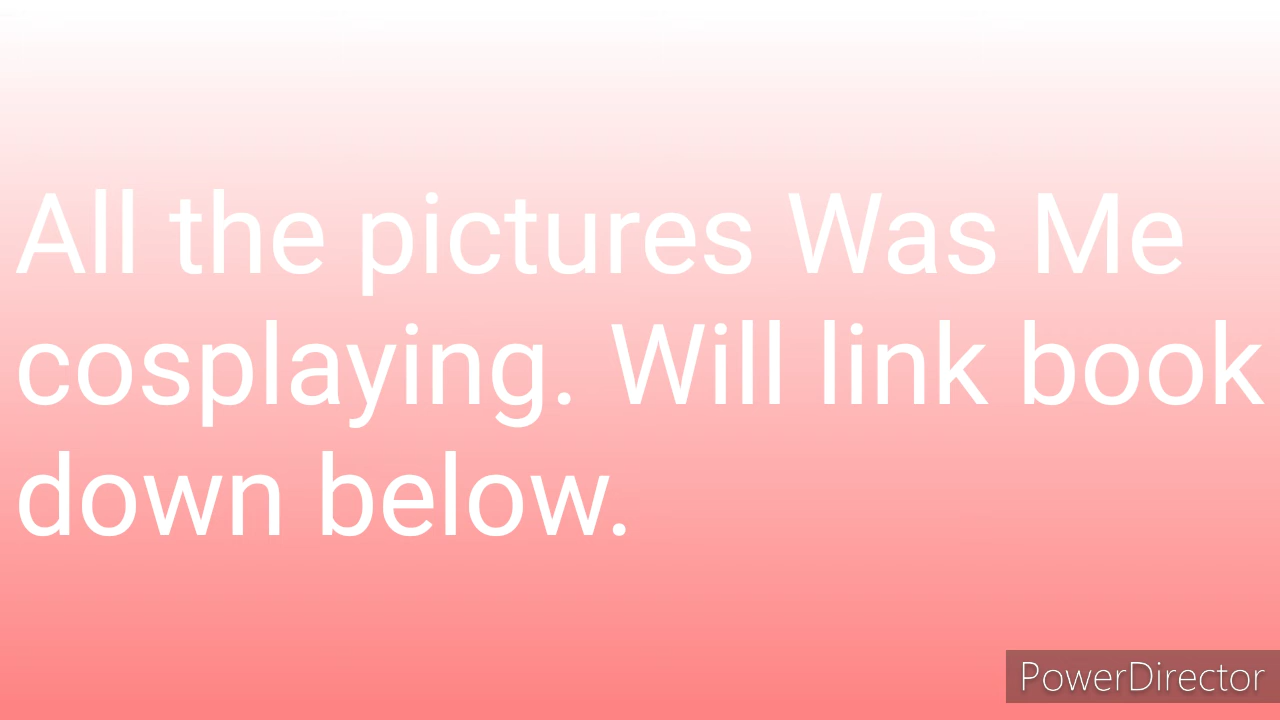 All the pictures Was Me
cosplaying. Will link book
down below.
PowerDirector